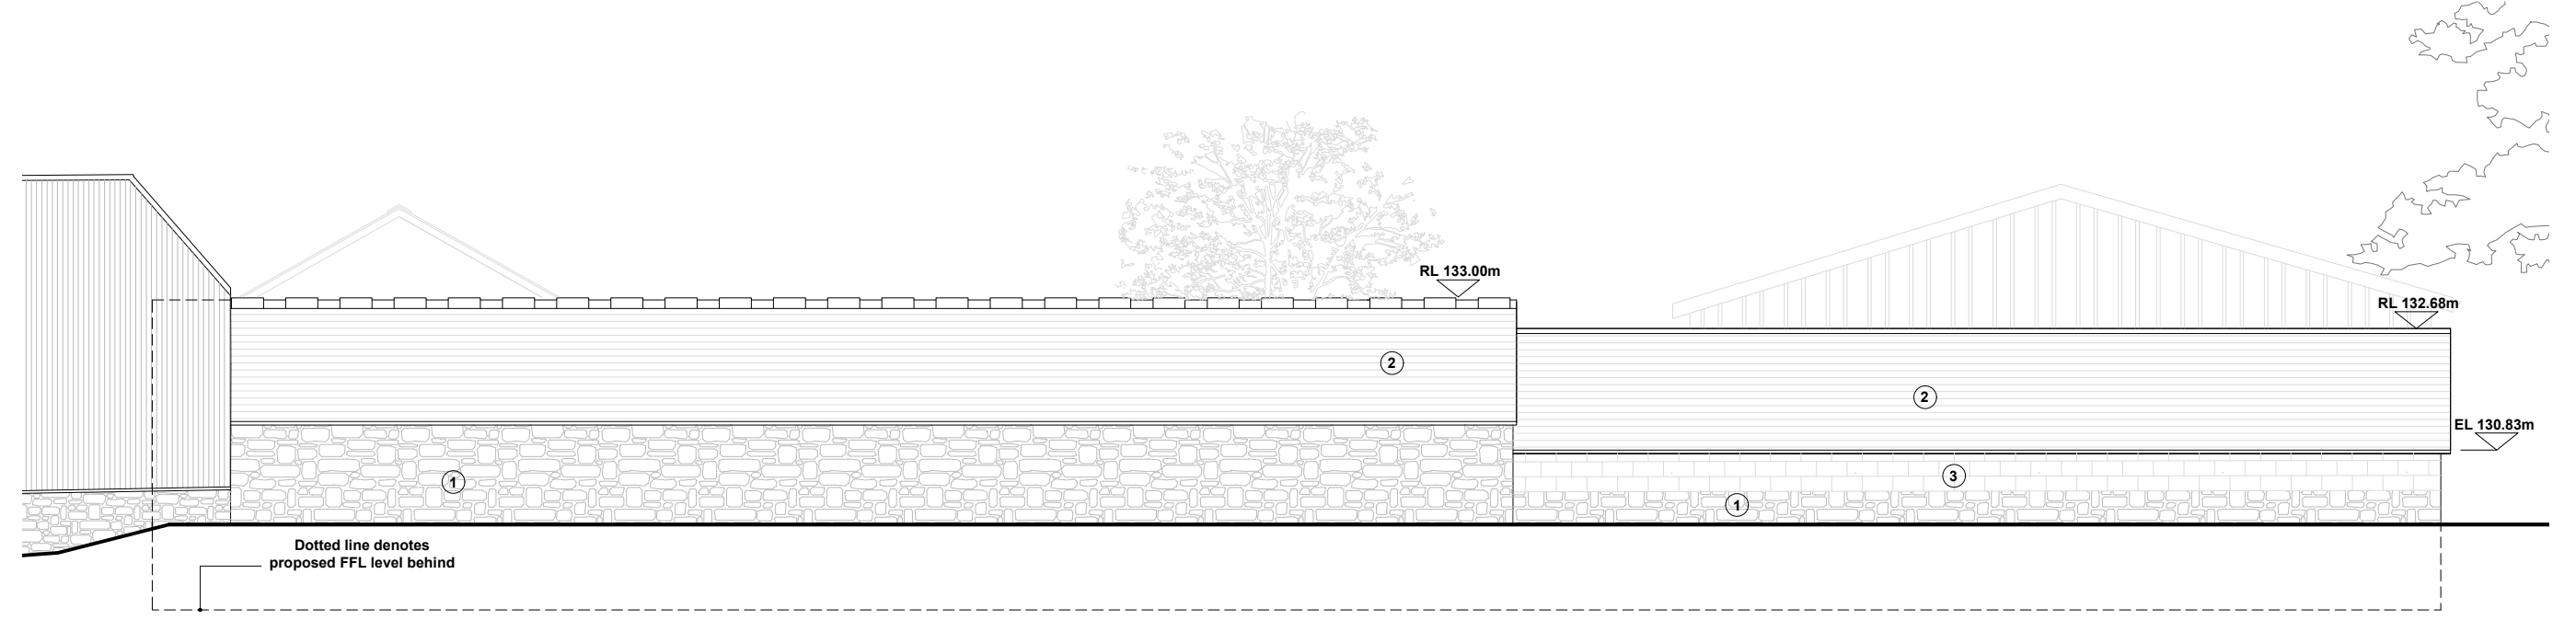 RL 133.00m
RL 132.68m
2
2
EL 130.83m
1
3
1
Dotted line denotes
proposed FFL level behind